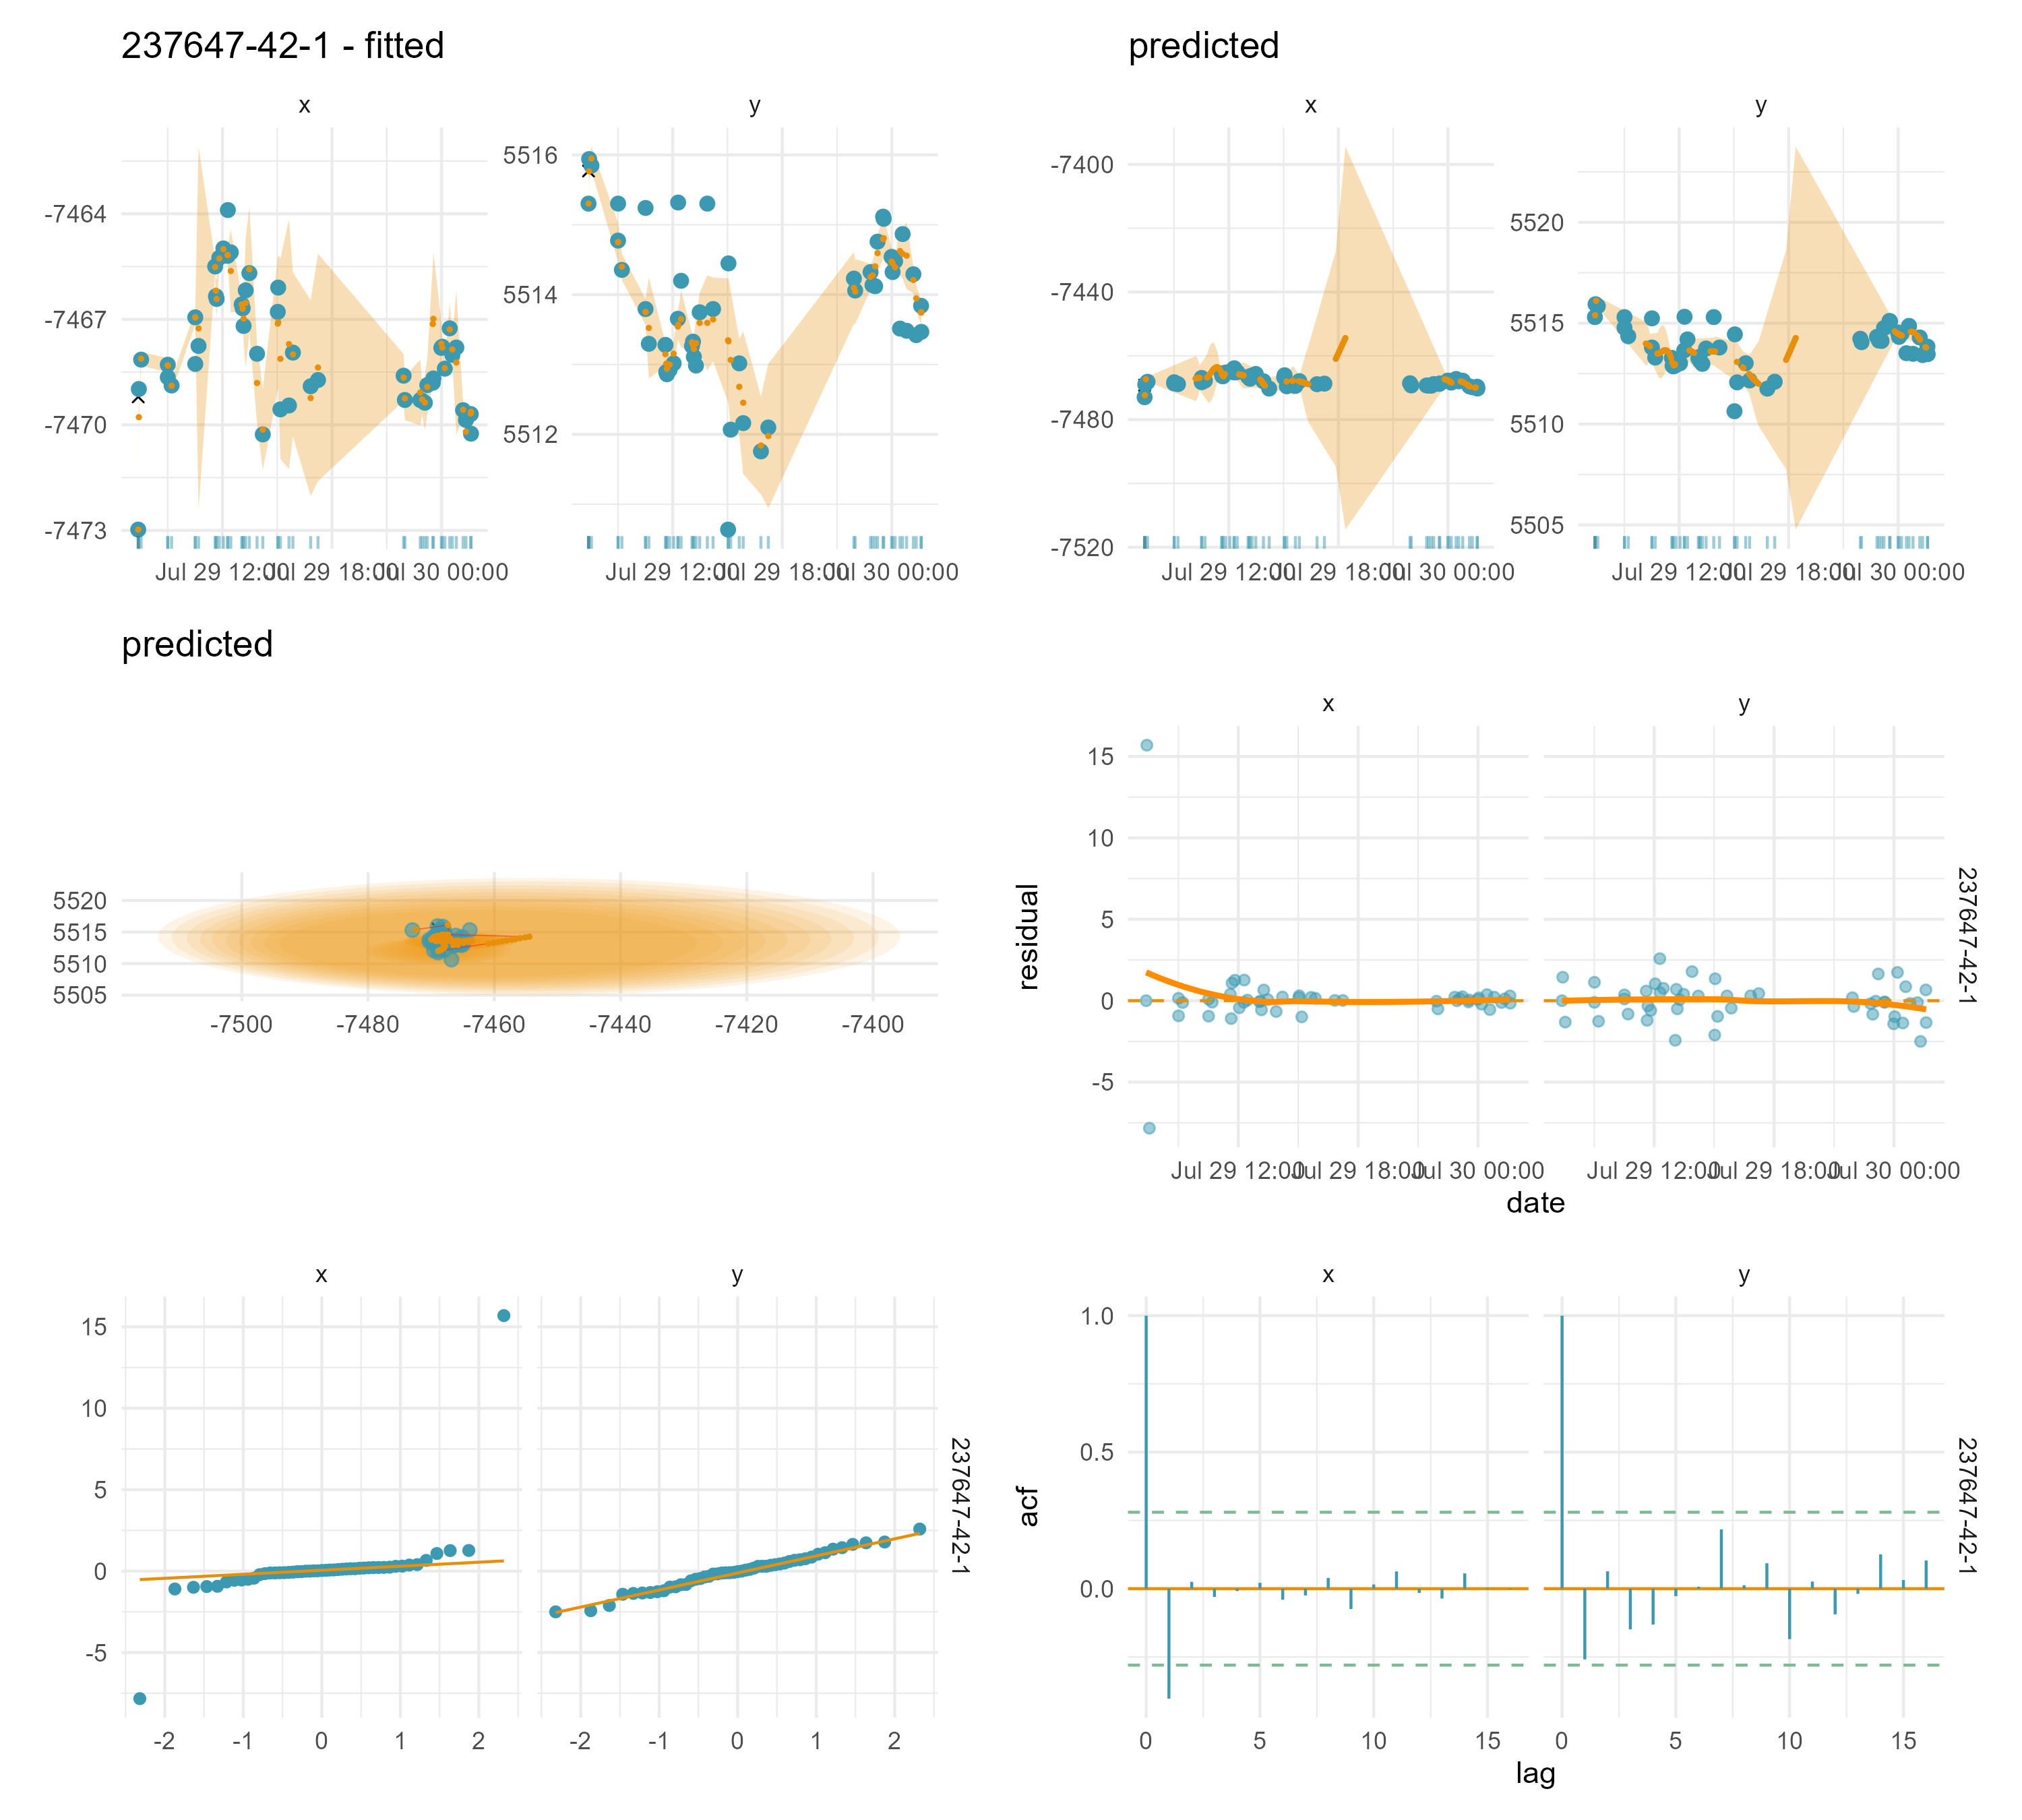 237647-42-1 - fitted
x
y
-7464
-7467
-7470
-7473
5516
5514
5512
Jul 29 12:00
Jul 29 18:00
Jul 30 00:00
Jul 29 12:00
Jul 29 18:00
Jul 30 00:00
predicted
x
y
-7400
-7440
-7480
-7520
5520
5515
5510
5505
Jul 29 12:00
Jul 29 18:00
Jul 30 00:00
Jul 29 12:00
Jul 29 18:00
Jul 30 00:00
predicted
5520
5515
5510
5505
-7500
-7480
-7460
-7440
-7420
-7400
x
y
residual
15
10
5
0
-5
237647-42-1
Jul 29 12:00
Jul 29 18:00
Jul 30 00:00
Jul 29 12:00
Jul 29 18:00
Jul 30 00:00
date
x
y
15
10
5
0
-5
237647-42-1
-2
-1
0
1
2
-2
-1
0
1
2
x
y
acf
1.0
0.5
0.0
237647-42-1
0
5
10
15
0
5
10
15
lag